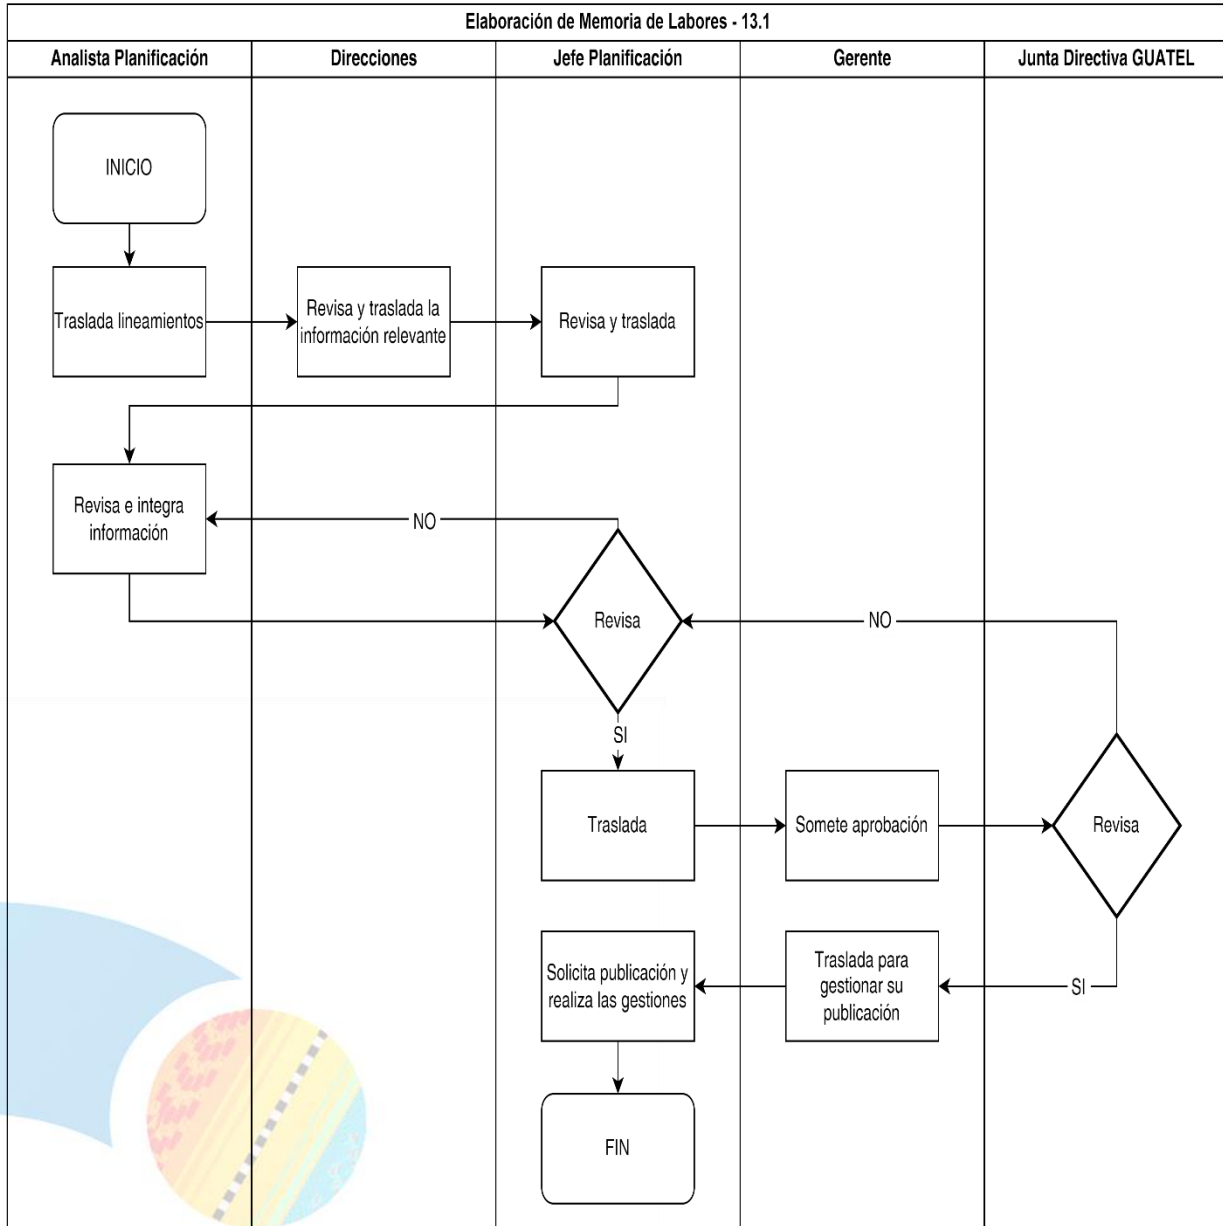 Elaboración de Memoria de Labores - 13.1
Analista Planificación
Direcciones
Jefe Planificación
Gerente
Junta Directiva GUATEL
INICIO
Traslada lineamientos
Revisa y traslada la
información relevante
Revisa y traslada
Revisa e integra
información
NO
Revisa
NO
SI
Traslada
Somete aprobación
Revisa
Solicita publicación y
realiza las gestiones
Traslada para
gestionar su
publicación
SI
FIN